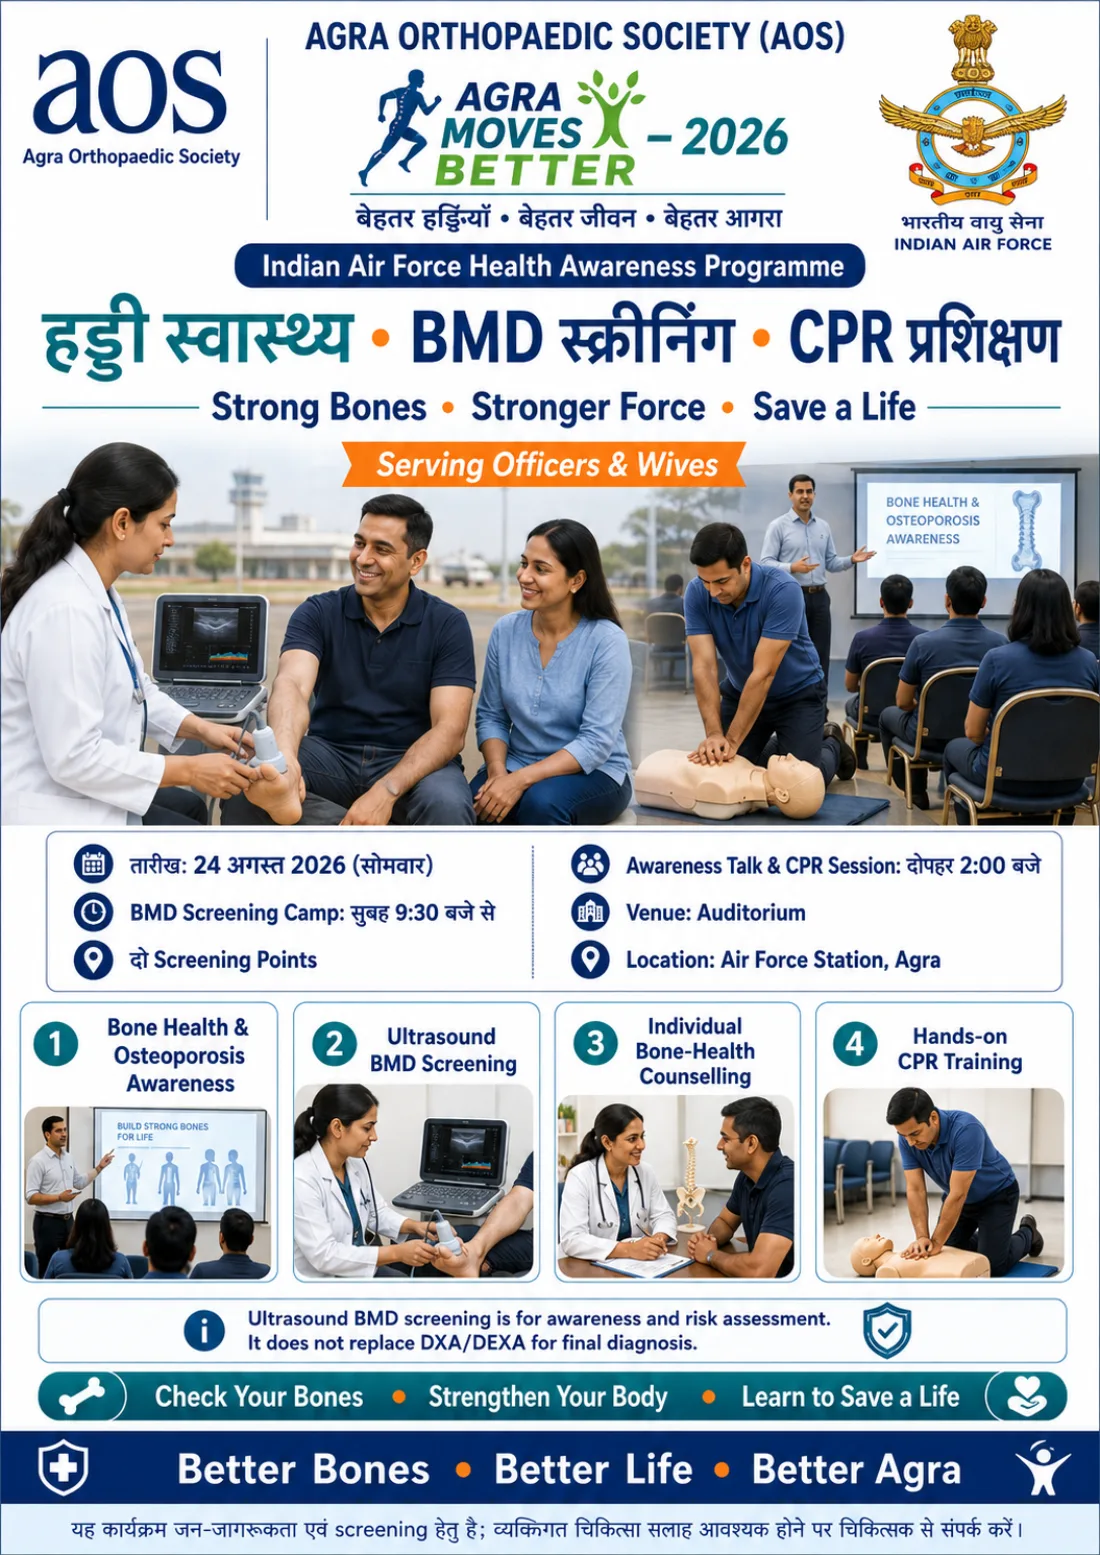 aos
Agra Orthopaedic Society
AGRA ORTHOPAEDIC SOCIETY (AOS)
AGRA
MOVES
BETTER
– 2026
बेहतर हड्डियाँ • बेहतर जीवन • बेहतर आगरा
भारतीय वायु सेना
INDIAN AIR FORCE
Indian Air Force Health Awareness Programme
हड्डी स्वास्थ्य • BMD स्क्रीनिंग • CPR प्रशिक्षण
Strong Bones • Stronger Force • Save a Life
Serving Officers & Wives
BONE HEALTH &
OSTEOPOROSIS
AWARENESS
तारीख: 24 अगस्त 2026 (सोमवार)
BMD Screening Camp: सुबह 9:30 बजे से
दो Screening Points
Awareness Talk & CPR Session: दोपहर 2:00 बजे
Venue: Auditorium
Location: Air Force Station, Agra
1
Bone Health &
Osteoporosis
Awareness
BUILD STRONG BONES
FOR LIFE
2
Ultrasound
BMD Screening
3
Individual
Bone-Health
Counselling
4
Hands-on
CPR Training
Ultrasound BMD screening is for awareness and risk assessment.
It does not replace DXA/DEXA for final diagnosis.
Check Your Bones • Strengthen Your Body • Learn to Save a Life
Better Bones • Better Life • Better Agra
यह कार्यक्रम जन-जागरूकता एवं screening हेतु है; व्यक्तिगत चिकित्सा सलाह आवश्यक होने पर चिकित्सक से संपर्क करें।